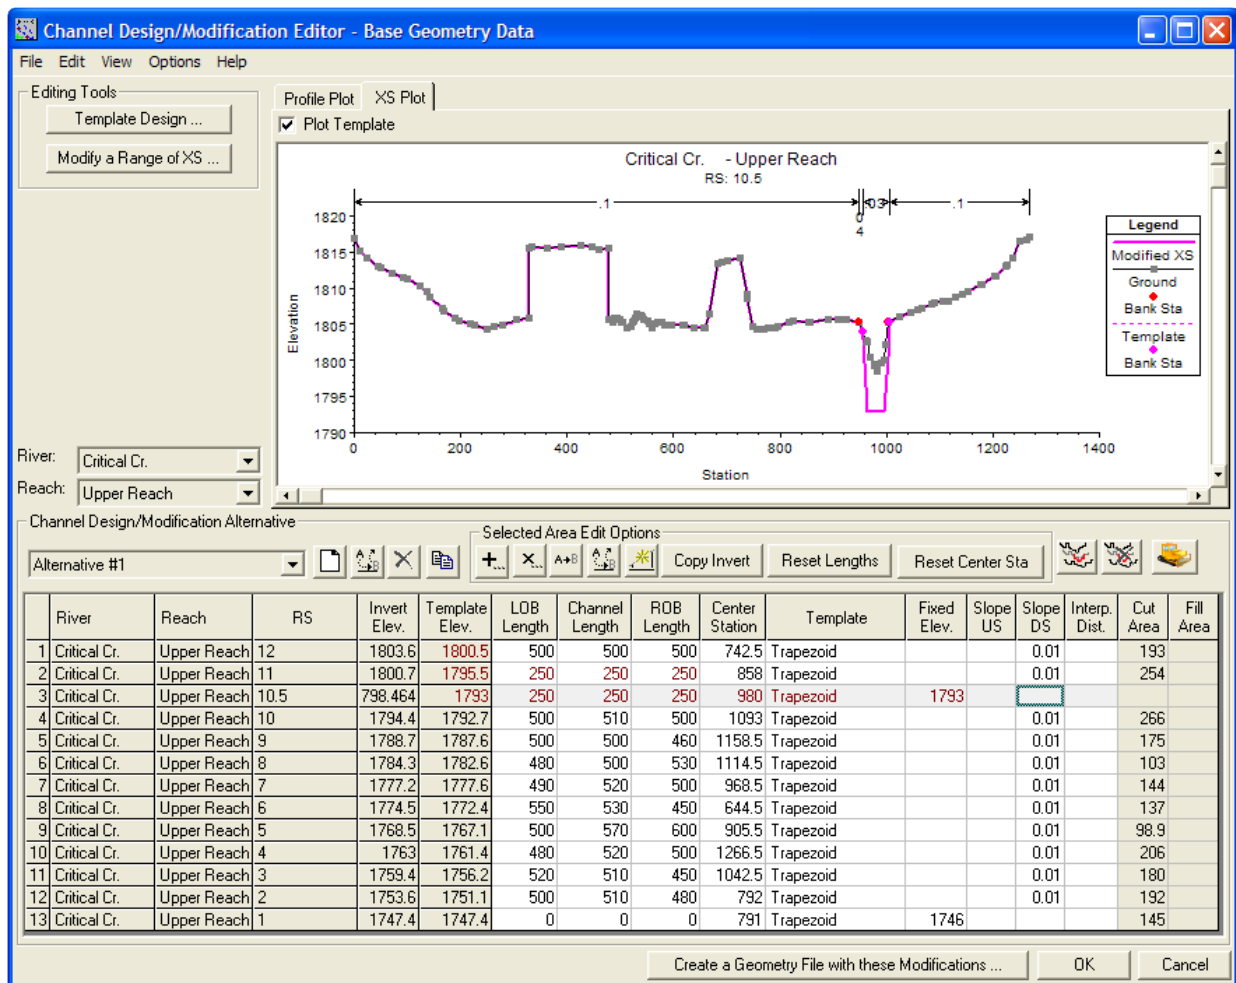 Channel Design/Modification Editor - Base Geometry Data
File Edit View Options Help
Editing Tools
Template Design ...
Modify a Range of XS ...
Profile Plot XS Plot
Plot Template
Critical Cr. - Upper Reach
RS: 10.5
.1 .03 .1
0
4
1820
1815
1810
1805
1800
1795
1790
Elevation
0 200 400 600 800 1000 1200 1400
Station
Legend
Modified XS
Ground
Bank Sta
Template
Bank Sta
River: Critical Cr.
Reach: Upper Reach
Channel Design/Modification Alternative
Alternative #1
Selected Area Edit Options
Copy Invert Reset Lengths Reset Center Sta
River Reach RS Invert Elev. Template Elev. LOB Length Channel Length ROB Length Center Station Template Fixed Elev. Slope US Slope DS Interp. Dist. Cut Area Fill Area
1 Critical Cr. Upper Reach 12 1803.6 1800.5 500 500 500 742.5 Trapezoid 0.01 193
2 Critical Cr. Upper Reach 11 1800.7 1795.5 250 250 250 858 Trapezoid 0.01 254
3 Critical Cr. Upper Reach 10.5 798.464 1793 250 250 250 980 Trapezoid 1793
4 Critical Cr. Upper Reach 10 1794.4 1792.7 500 510 500 1093 Trapezoid 0.01 266
5 Critical Cr. Upper Reach 9 1788.7 1787.6 500 500 460 1158.5 Trapezoid 0.01 175
6 Critical Cr. Upper Reach 8 1784.3 1782.6 480 500 530 1114.5 Trapezoid 0.01 103
7 Critical Cr. Upper Reach 7 1777.2 1777.6 490 520 500 968.5 Trapezoid 0.01 144
8 Critical Cr. Upper Reach 6 1774.5 1772.4 550 530 450 644.5 Trapezoid 0.01 137
9 Critical Cr. Upper Reach 5 1768.5 1767.1 500 570 600 905.5 Trapezoid 0.01 98.9
10 Critical Cr. Upper Reach 4 1763 1761.4 480 520 500 1266.5 Trapezoid 0.01 206
11 Critical Cr. Upper Reach 3 1759.4 1756.2 520 510 450 1042.5 Trapezoid 0.01 180
12 Critical Cr. Upper Reach 2 1753.6 1751.1 500 510 480 792 Trapezoid 0.01 192
13 Critical Cr. Upper Reach 1 1747.4 1747.4 0 0 0 791 Trapezoid 1746 145
Create a Geometry File with these Modifications ... OK Cancel